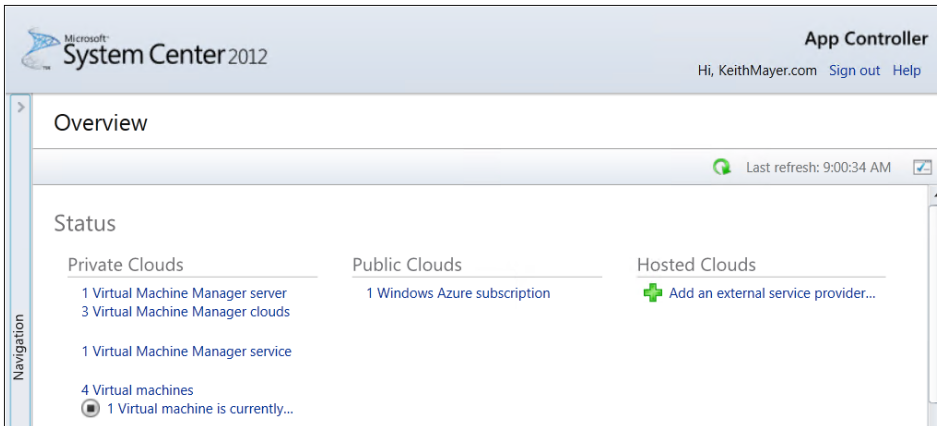 Microsoft
System Center 2012
App Controller
Hi, KeithMayer.com Sign out Help
Overview
Last refresh: 9:00:34 AM
Navigation
Status
Private Clouds
1 Virtual Machine Manager server
3 Virtual Machine Manager clouds
1 Virtual Machine Manager service
4 Virtual machines
1 Virtual machine is currently...
Public Clouds
1 Windows Azure subscription
Hosted Clouds
Add an external service provider...